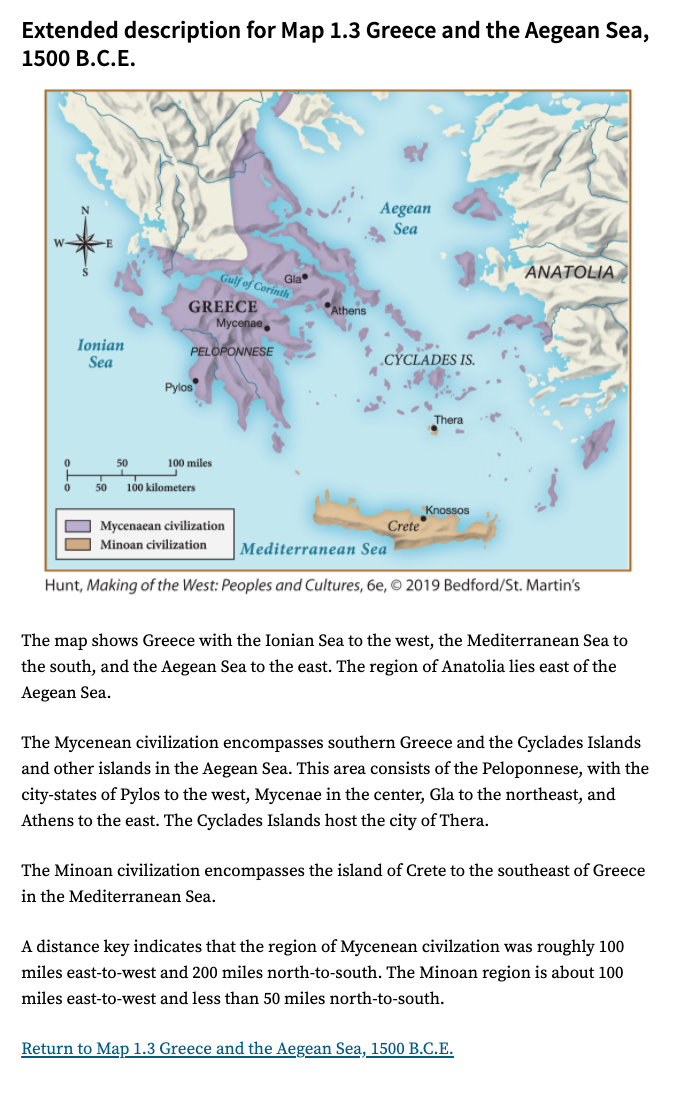 Extended description for Map 1.3 Greece and the Aegean Sea,
1500 B.C.E.
N
W
E
S
Aegean
Sea
ANATOLIA
Gulf of Corinth
Gla
GREECE
Athens
Mycenae
Ionian
Sea
PELOPONNESE
CYCLADES IS.
Pylos
Thera
0 50 100 miles
0 50 100 kilometers
Knossos
Crete
Mycenaean civilization
Minoan civilization
Mediterranean Sea
Hunt, Making of the West: Peoples and Cultures, 6e, © 2019 Bedford/St. Martin's
The map shows Greece with the Ionian Sea to the west, the Mediterranean Sea to
the south, and the Aegean Sea to the east. The region of Anatolia lies east of the
Aegean Sea.
The Mycenean civilization encompasses southern Greece and the Cyclades Islands
and other islands in the Aegean Sea. This area consists of the Peloponnese, with the
city-states of Pylos to the west, Mycenae in the center, Gla to the northeast, and
Athens to the east. The Cyclades Islands host the city of Thera.
The Minoan civilization encompasses the island of Crete to the southeast of Greece
in the Mediterranean Sea.
A distance key indicates that the region of Mycenean civilzation was roughly 100
miles east-to-west and 200 miles north-to-south. The Minoan region is about 100
miles east-to-west and less than 50 miles north-to-south.
Return to Map 1.3 Greece and the Aegean Sea, 1500 B.C.E.